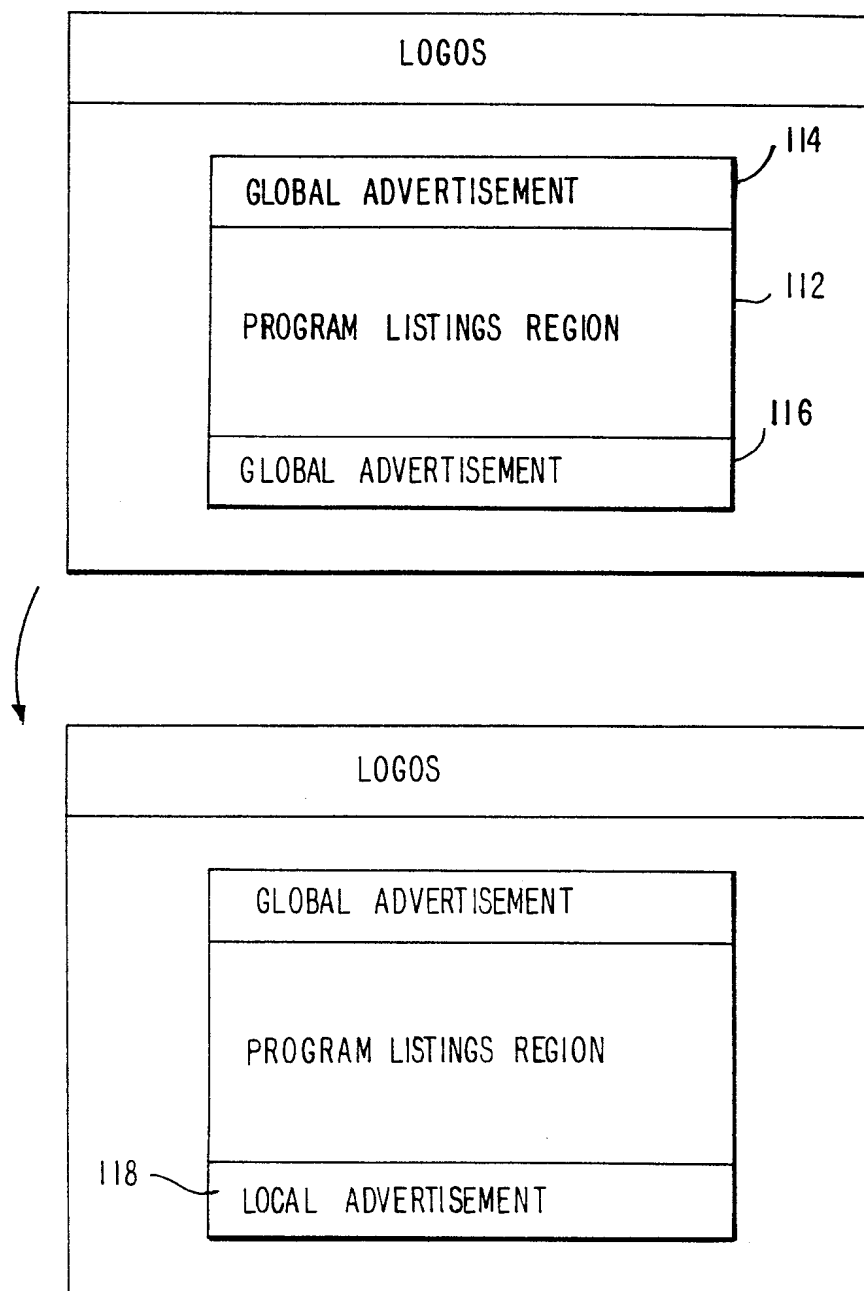 LOGOS
114
GLOBAL ADVERTISEMENT
112
PROGRAM LISTINGS REGION
116
GLOBAL ADVERTISEMENT
LOGOS
GLOBAL ADVERTISEMENT
PROGRAM LISTINGS REGION
118
LOCAL ADVERTISEMENT